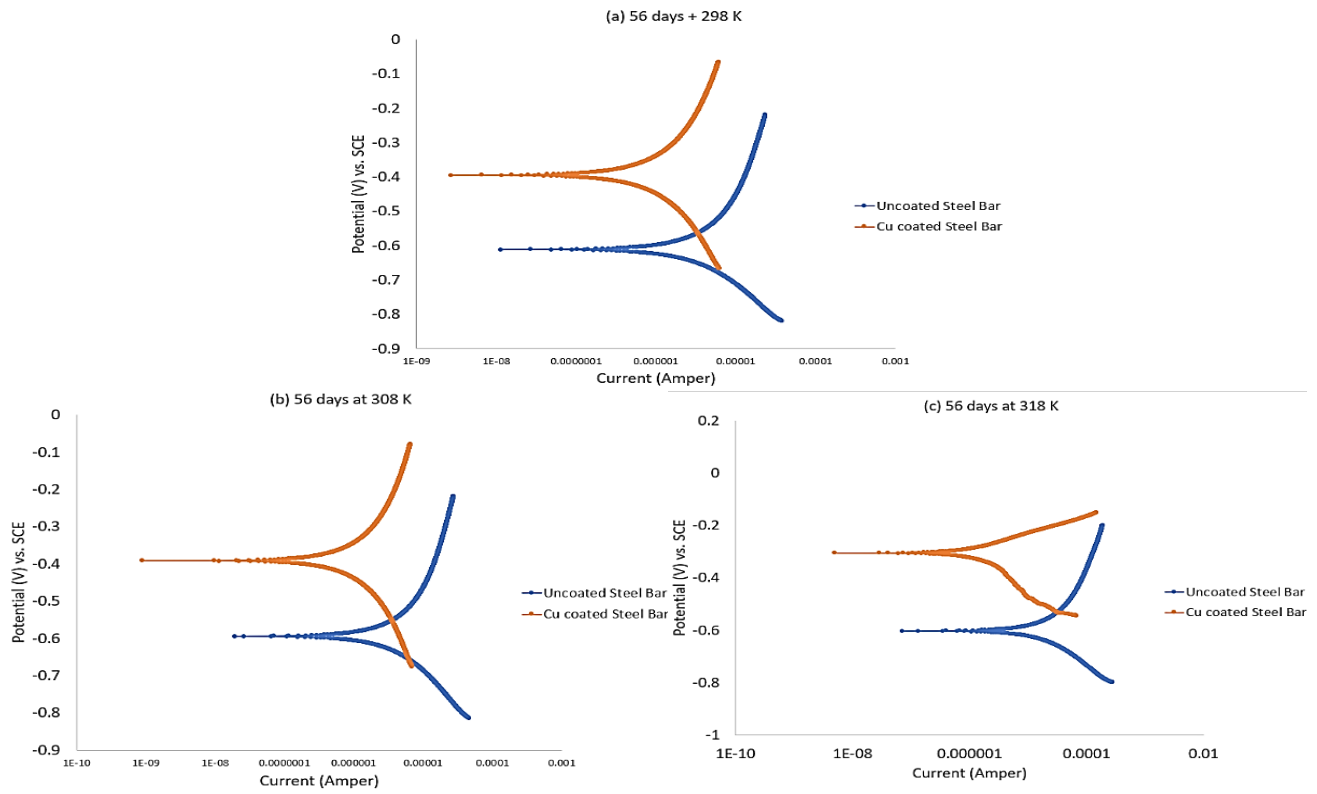 (a) 56 days + 298 K
0
-0.1
-0.2
-0.3
-0.4
-0.5
-0.6
-0.7
-0.8
-0.9
Potential (V) vs. SCE
1E-09 1E-08 0.0000001 0.000001 0.00001 0.0001 0.001
Current (Amper)
Uncoated Steel Bar
Cu coated Steel Bar
(b) 56 days at 308 K
0
-0.1
-0.2
-0.3
-0.4
-0.5
-0.6
-0.7
-0.8
-0.9
Potential (V) vs. SCE
1E-10 1E-09 1E-08 0.0000001 0.000001 0.00001 0.0001 0.001
Current (Amper)
Uncoated Steel Bar
Cu coated Steel Bar
(c) 56 days at 318 K
0.2
0
-0.2
-0.4
-0.6
-0.8
-1
Potential (V) vs. SCE
1E-10 1E-08 0.000001 0.0001 0.01
Current (Amper)
Uncoated Steel Bar
Cu coated Steel Bar